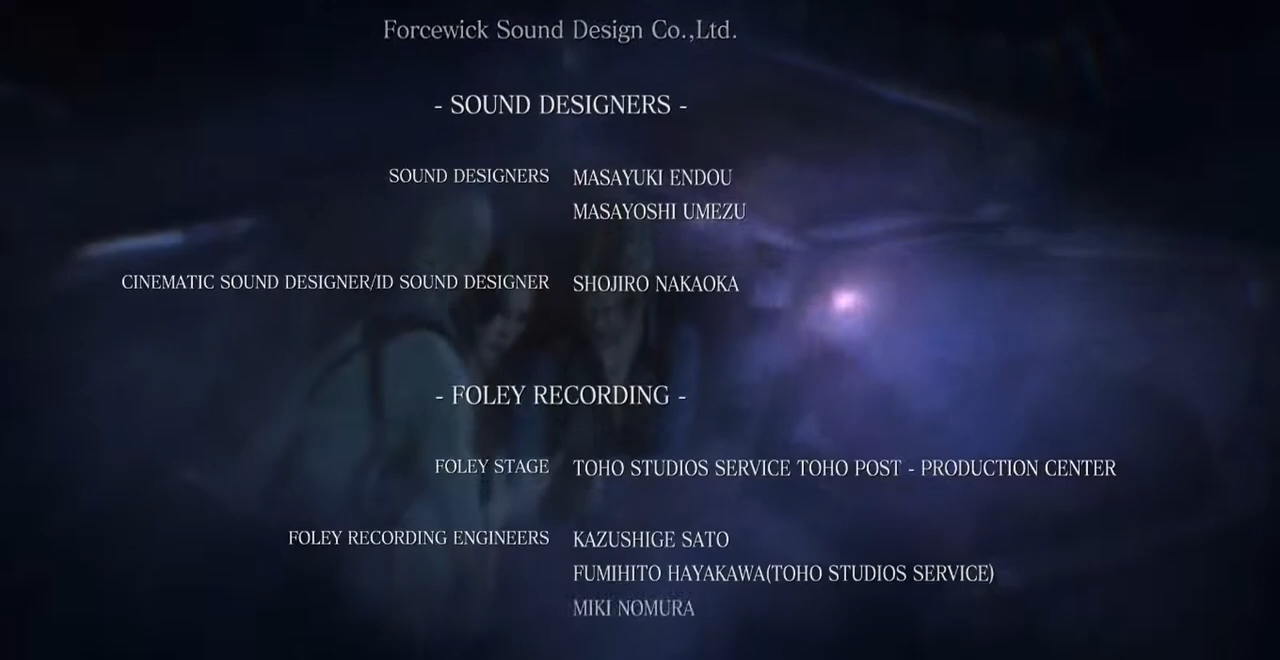 Forcewick Sound Design Co.,Ltd.
- SOUND DESIGNERS -
SOUND DESIGNERS MASAYUKI ENDOU
MASAYOSHI UMEZU
CINEMATIC SOUND DESIGNER/ID SOUND DESIGNER SHOJIRO NAKAOKA
- FOLEY RECORDING -
FOLEY STAGE TOHO STUDIOS SERVICE TOHO POST - PRODUCTION CENTER
FOLEY RECORDING ENGINEERS KAZUSHIGE SATO
FUMIHITO HAYAKAWA(TOHO STUDIOS SERVICE)
MIKI NOMURA